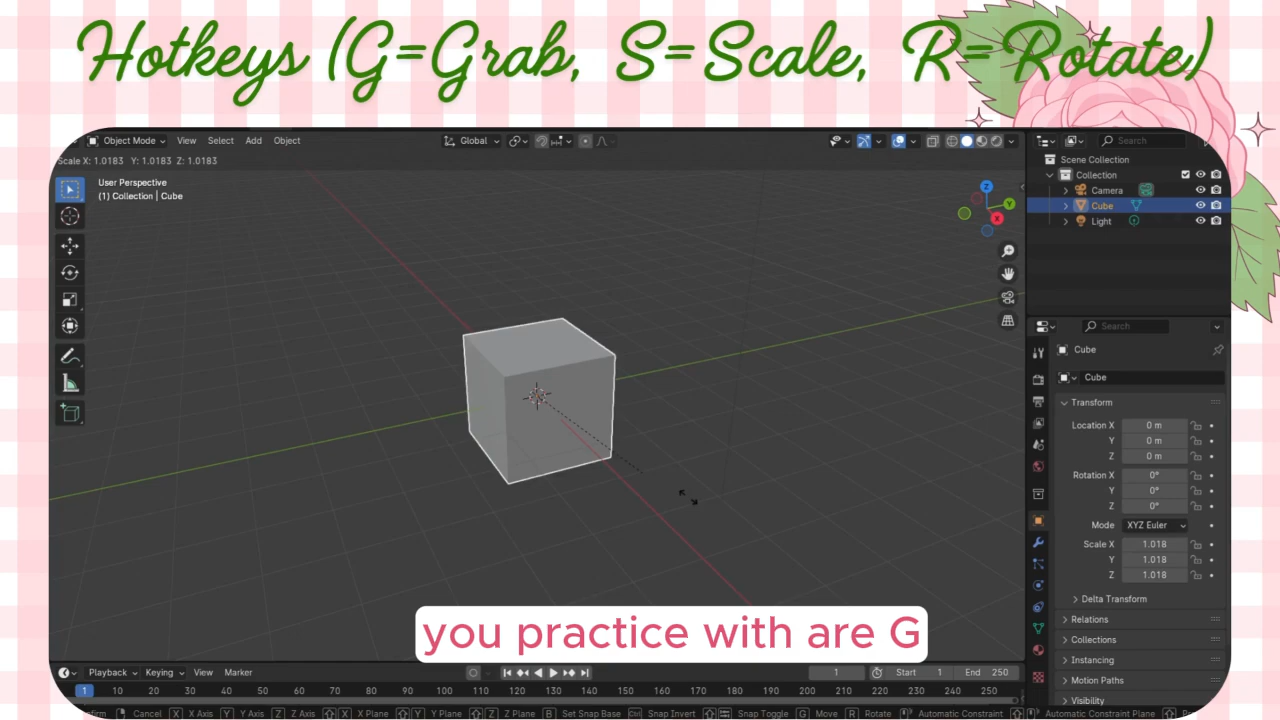 Hotkeys (G=Grab, S=Scale, R=Rotate)
Object Mode View Select Add Object Global Search
Scale X: 1.0183 Y: 1.0183 Z: 1.0183
User Perspective
(1) Collection | Cube
Z
Y
X
Scene Collection
Collection
Camera
Cube
Light
Search
Cube
Cube
Transform
Location X 0 m
Y 0 m
Z 0 m
Rotation X 0°
Y 0°
Z 0°
Mode XYZ Euler
Scale X 1.018
Y 1.018
Z 1.018
Delta Transform
Relations
Collections
Instancing
Motion Paths
Visibility
you practice with are G
Playback Keying View Marker 1 Start 1 End 250
1 10 20 30 40 50 60 70 80 90 100 110 120 130 140 150 160 170 180 190 200 210 220 230 240 250
Cancel X X Axis Y Y Axis Z Z Axis X X Plane Y Y Plane Z Z Plane B Set Snap Base Ctrl Snap Invert Snap Toggle G Move R Rotate Automatic Constraint Automatic Constraint Plane